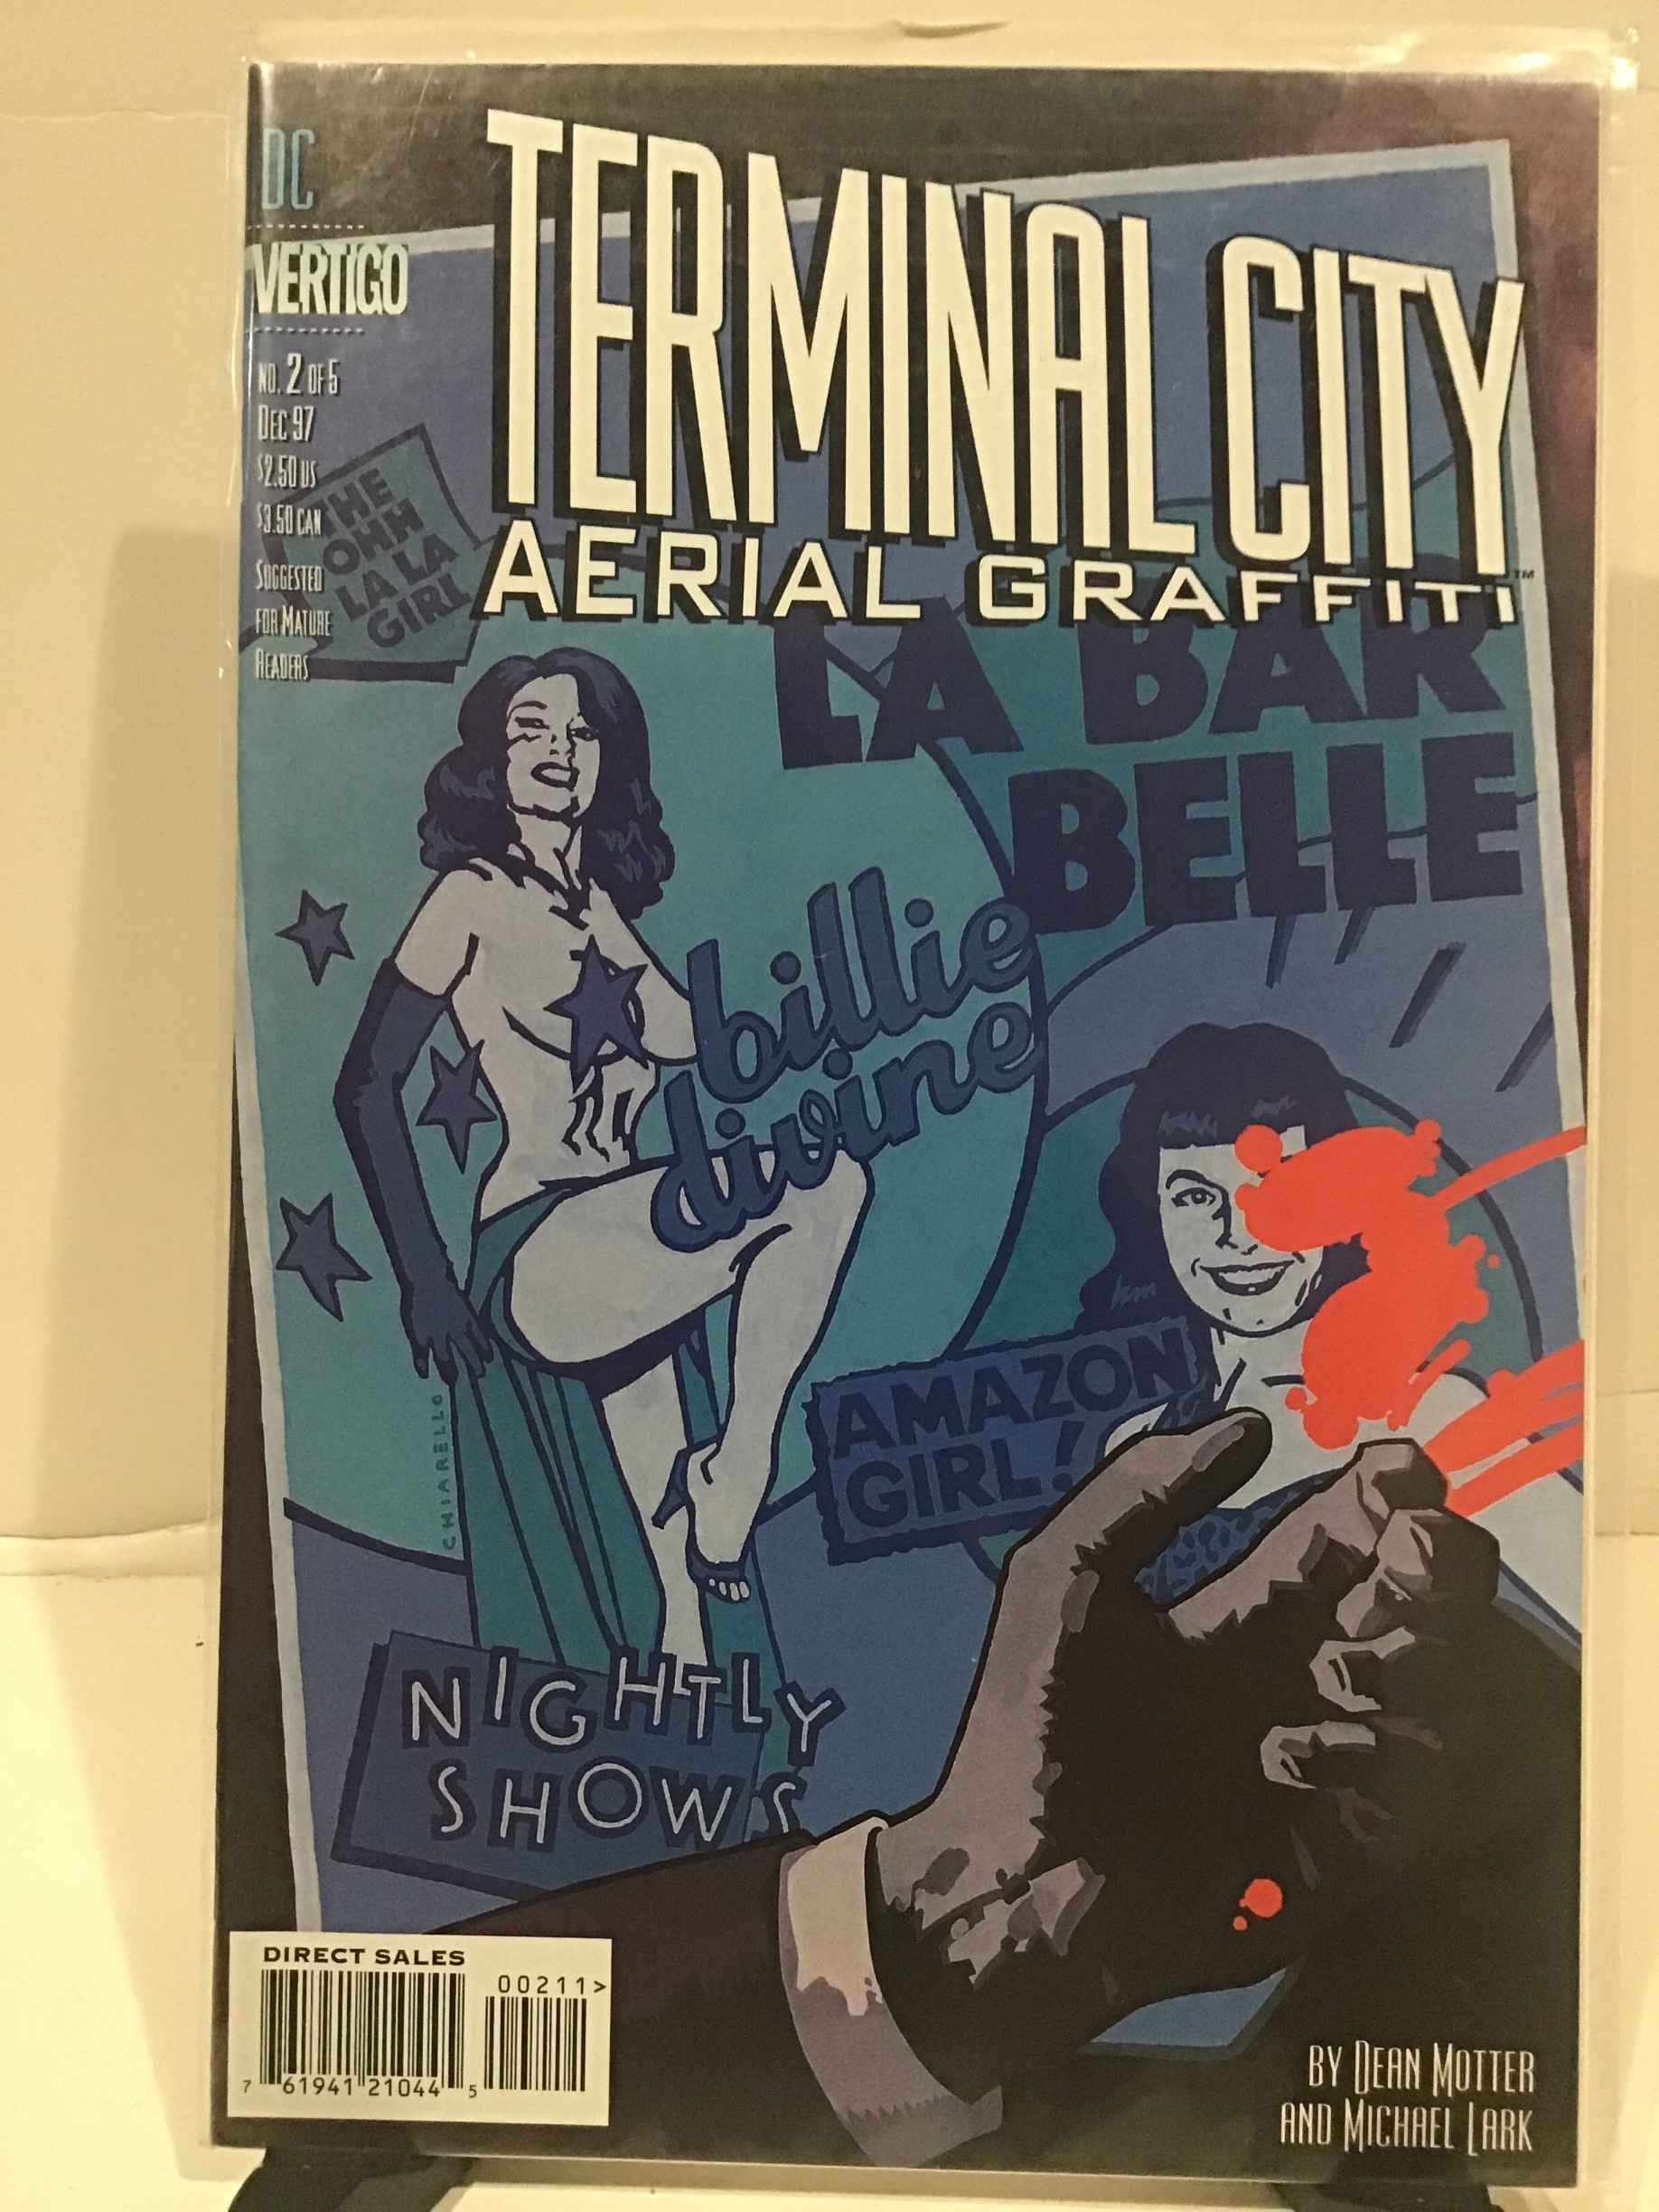 DC
VERTIGO
NO. 2 OF 5
DEC 97
$2.50 US
$3.50 CAN
SUGGESTED
FOR MATURE
READERS
TERMINAL CITY
AERIAL GRAFFITI™
THE
OHH
LA LA
GIRL
LA BAR
BELLE
billie
divine
AMAZON
GIRL!
CHIARELLO
NIGHTLY
SHOWS
DIRECT SALES
00211>
7 61941 21044 5
BY DEAN MOTTER
AND MICHAEL LARK